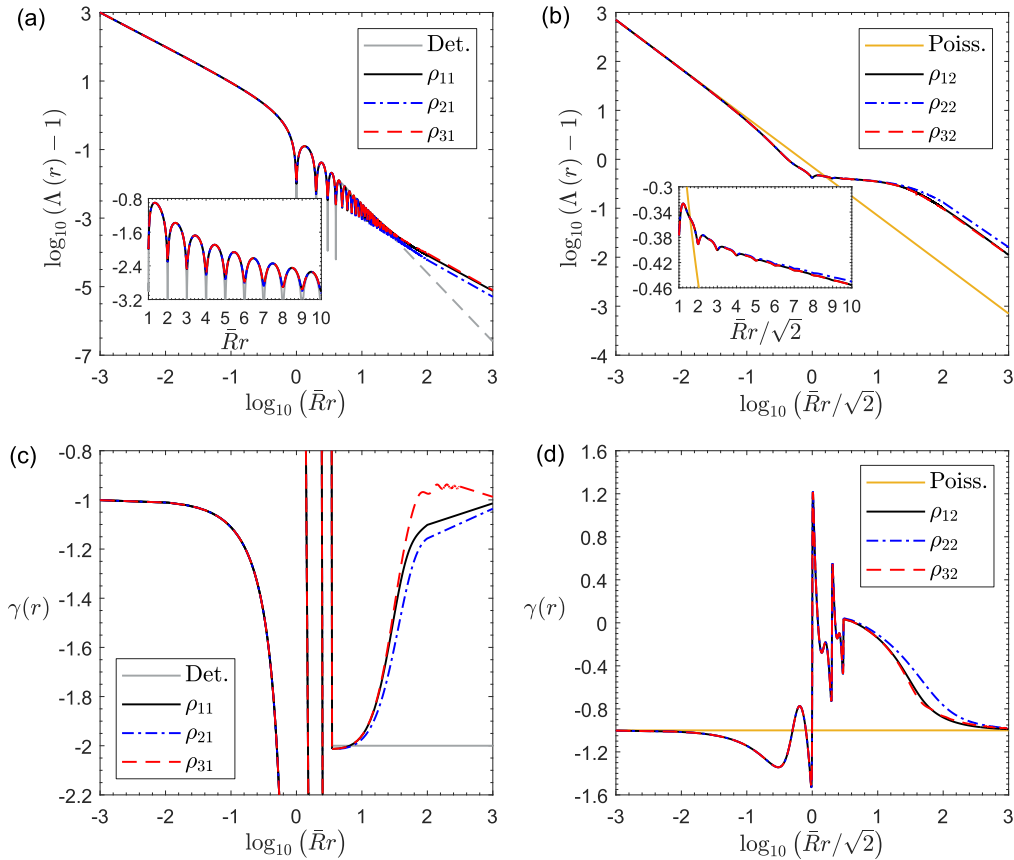 (a)
3
1
-1
-3
-5
-7
log₁₀ (Λ (r) − 1)
Det.
ρ₁₁
ρ₂₁
ρ₃₁
-0.8
-1.6
-2.4
-3.2
1 2 3 4 5 6 7 8 9 10
R̄r
-3 -2 -1 0 1 2 3
log₁₀ (R̄r)
(b)
3
2
1
0
-1
-2
-3
-4
log₁₀ (Λ (r) − 1)
Poiss.
ρ₁₂
ρ₂₂
ρ₃₂
-0.3
-0.34
-0.38
-0.42
-0.46
1 2 3 4 5 6 7 8 9 10
R̄r/√2
-3 -2 -1 0 1 2 3
log₁₀ (R̄r/√2)
(c)
-0.8
-1
-1.2
-1.4
-1.6
-1.8
-2
-2.2
γ(r)
Det.
ρ₁₁
ρ₂₁
ρ₃₁
-3 -2 -1 0 1 2 3
log₁₀ (R̄r)
(d)
1.6
1.2
0.8
0.4
0
-0.4
-0.8
-1.2
-1.6
γ(r)
Poiss.
ρ₁₂
ρ₂₂
ρ₃₂
-3 -2 -1 0 1 2 3
log₁₀ (R̄r/√2)